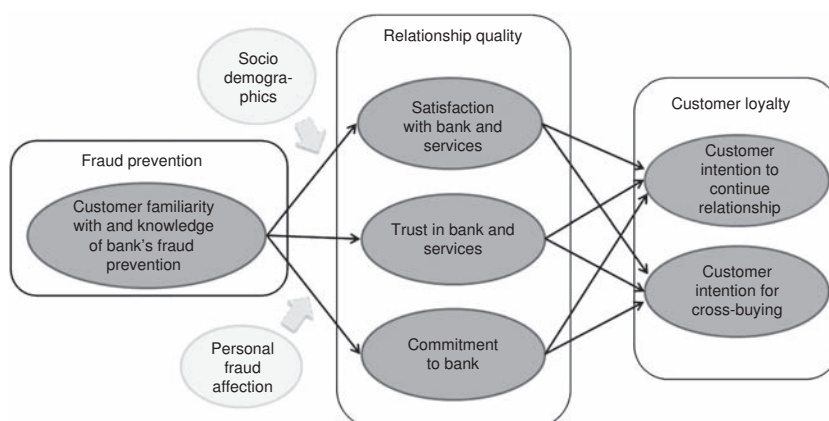 Socio
demogra-
phics
Fraud prevention
Customer familiarity
with and knowledge
of bank's fraud
prevention
Personal
fraud
affection
Relationship quality
Satisfaction
with bank and
services
Trust in bank and
services
Commitment
to bank
Customer loyalty
Customer
intention to
continue
relationship
Customer
intention for
cross-buying